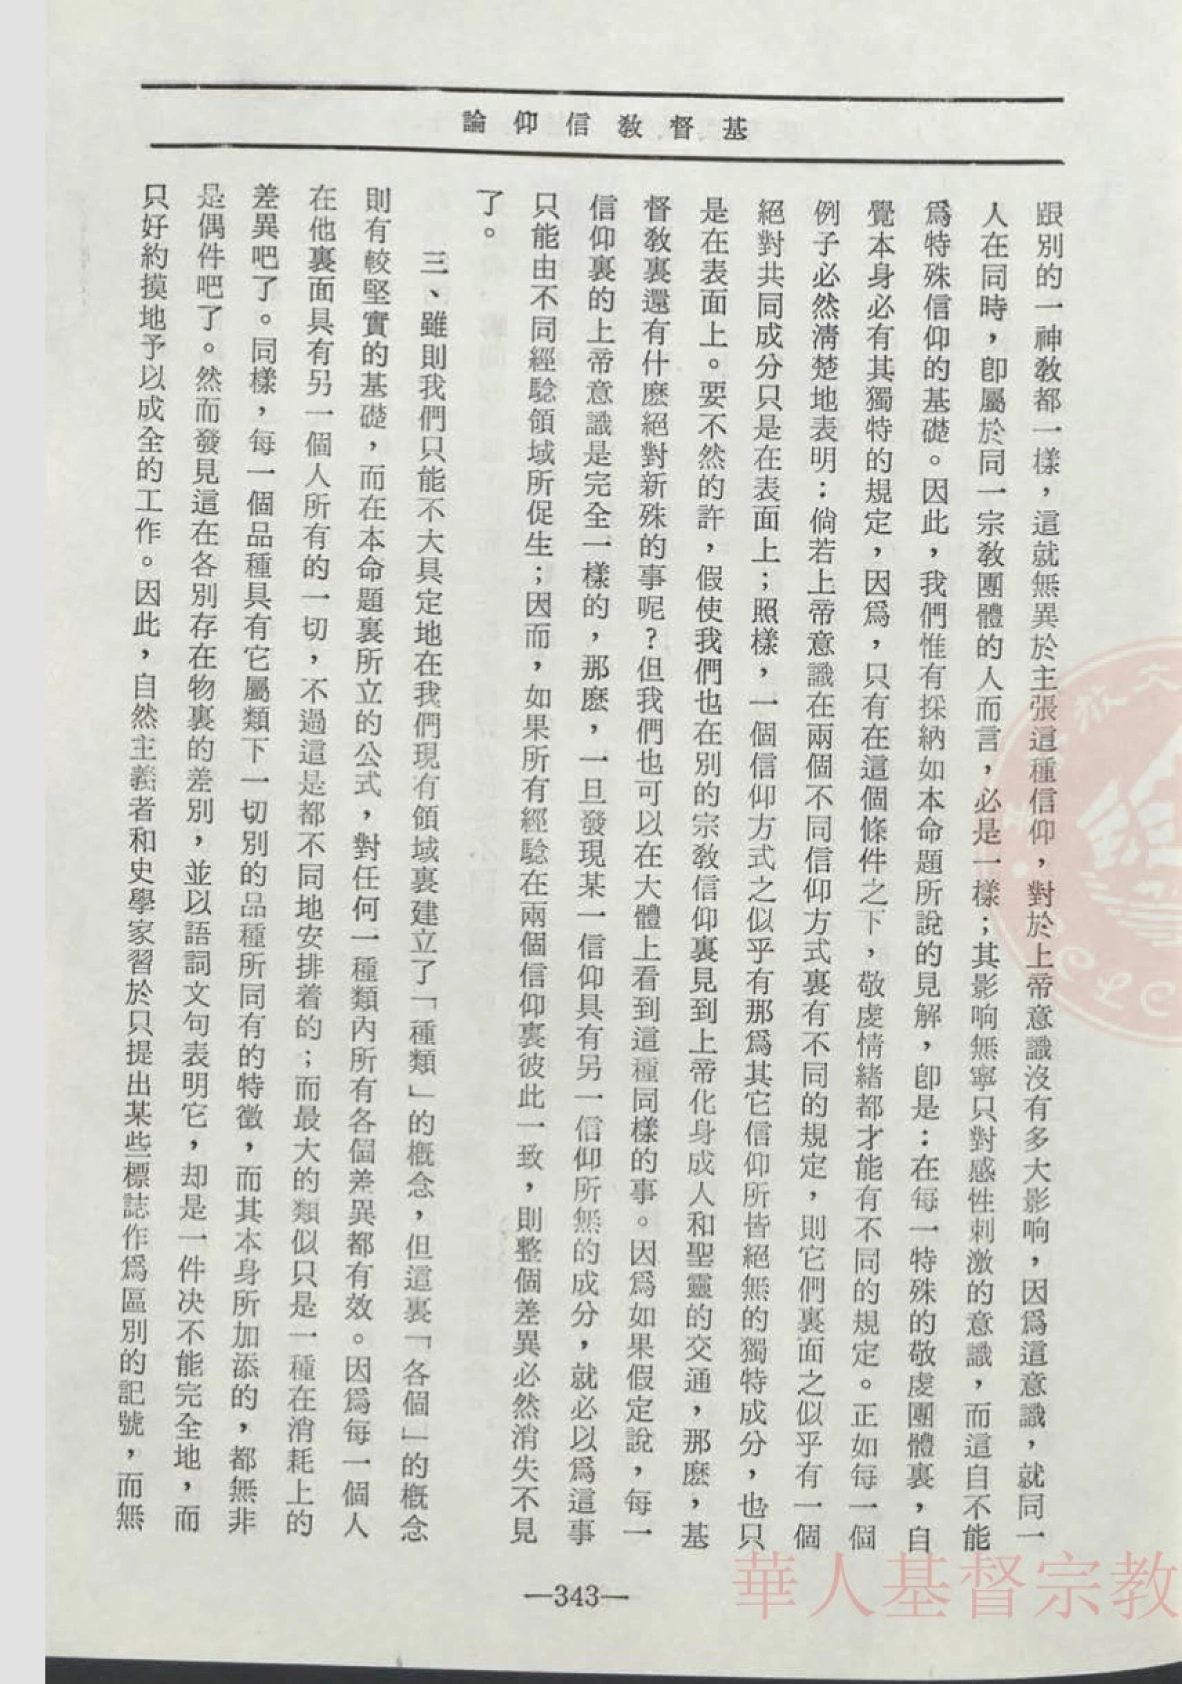 基督敎信仰論
跟別的一神敎都一樣，這就無異於主張這種信仰，對於上帝意識沒有多大影响，因爲這意識，就同一
人在同時，卽屬於同一宗敎團體的人而言，必是一樣；其影响無寧只對感性刺激的意識，而這自不能
爲特殊信仰的基礎。因此，我們惟有採納如本命題所說的見解，卽是：在每一特殊的敬虔團體裏，自
覺本身必有其獨特的規定，因爲，只有在這個條件之下，敬虔情緖都才能有不同的規定。正如每一個
例子必然淸楚地表明：倘若上帝意識在兩個不同信仰方式裏有不同的規定，則它們裏面之似乎有一個
絕對共同成分只是在表面上；照樣，一個信仰方式之似乎有那爲其它信仰所皆絕無的獨特成分，也只
是在表面上。要不然的許，假使我們也在別的宗敎信仰裏見到上帝化身成人和聖靈的交通，那麽，基
督敎裏還有什麽絕對新殊的事呢？但我們也可以在大體上看到這種同樣的事。因爲如果假定說，每一
信仰裏的上帝意識是完全一樣的，那麽，一旦發現某一信仰具有另一信仰所無的成分，就必以爲這事
只能由不同經騐領域所促生；因而，如果所有經騐在兩個信仰裏彼此一致，則整個差異必然消失不見
了。
三、雖則我們只能不大具定地在我們現有領域裏建立了「種類」的概念，但這裏「各個」的概念
則有較堅實的基礎，而在本命題裏所立的公式，對任何一種類內所有各個差異都有效。因爲每一個人
在他裏面具有另一個人所有的一切，不過這是都不同地安排着的；而最大的類似只是一種在消耗上的
差異吧了。同樣，每一個品種具有它屬類下一切別的品種所同有的特徵，而其本身所加添的，都無非
是偶件吧了。然而發見這在各別存在物裏的差別，並以語詞文句表明它，却是一件决不能完全地，而
只好約摸地予以成全的工作。因此，自然主義者和史學家習於只提出某些標誌作爲區別的記號，而無
—343—
華人基督宗教